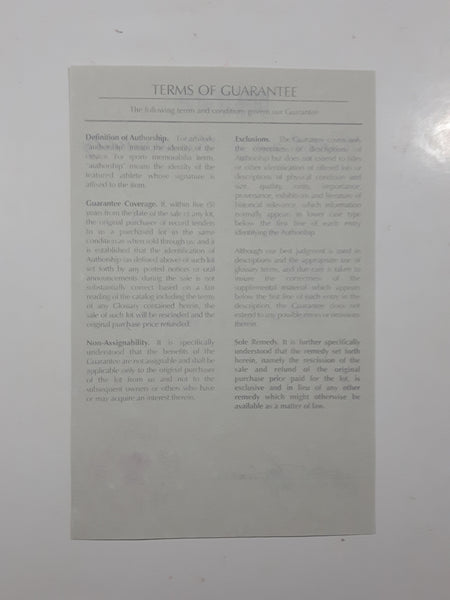 TERMS OF GUARANTEE
The following terms and conditions govern our Guarantee
Definition of Authorship. For artwork,
"authorship" means the identity of the
creator. For sports memorabilia items,
"authorship" means the identity of the
featured athlete whose signature is
affixed to the item.
Guarantee Coverage. If, within five (5)
years from the date of the sale of any lot,
the original purchaser of record tenders
to us a purchased lot in the same
condition as when sold through us and it
is established that the identification of
Authorship (as defined above) of such lot
set forth by any posted notices or oral
announcements during the sale is not
substantially correct based on a fair
reading of the catalog including the terms
of any Glossary contained herein, the
sale of such lot will be rescinded and the
original purchase price refunded.
Non-Assignability. It is specifically
understood that the benefits of the
Guarantee are not assignable and shall be
applicable only to the original purchaser
of the lot from us and not to the
subsequent owners or others who have
or may acquire an interest therein.
Exclusions. The Guarantee covers only
the correctness of descriptions of
Authorship but does not extend to titles
or other identification of offered lots or
descriptions of physical condition and
size, quality, rarity, importance,
provenance, exhibitions and literature of
historical relevance, which information
normally appears in lower case type
below the first line of each entry
identifying the Authorship.
Although our best judgment is used in
descriptions and the appropriate use of
glossary terms, and due care is taken to
insure the correctness of the
supplemental material which appears
below the first line of each entry in the
description, the Guarantee does not
extend to any possible errors or omissions
therein.
Sole Remedy. It is further specifically
understood that the remedy set forth
herein, namely the rescission of the
sale and refund of the original
purchase price paid for the lot, is
exclusive and in lieu of any other
remedy which might otherwise be
available as a matter of law.